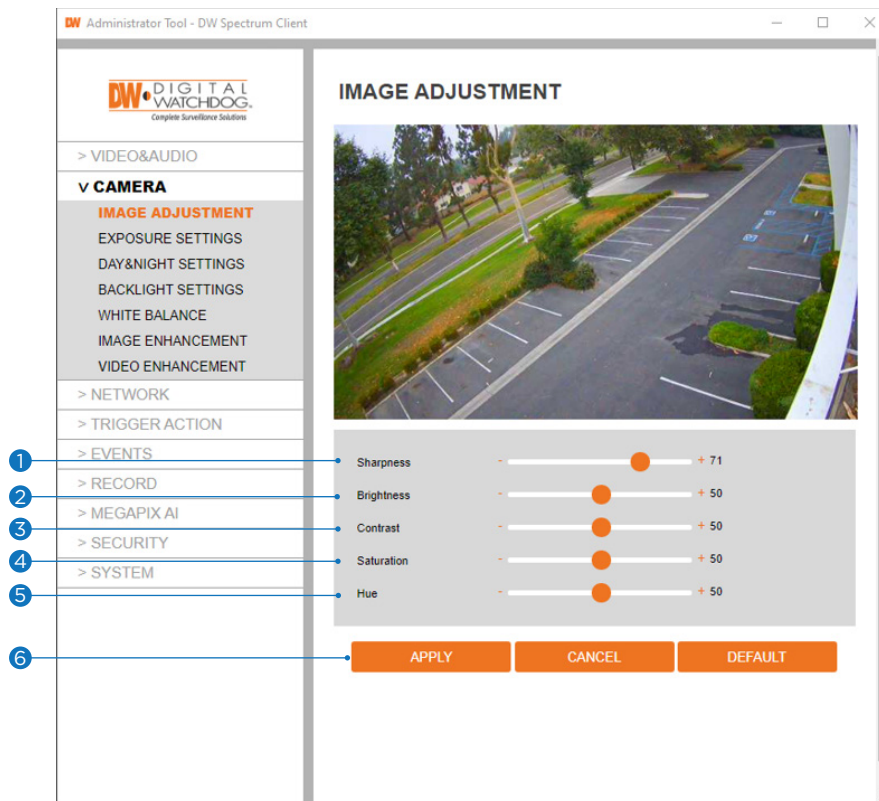 DW Administrator Tool - DW Spectrum Client
DW DIGITAL
WATCHDOG®
Complete Surveillance Solutions
> VIDEO&AUDIO
v CAMERA
IMAGE ADJUSTMENT
EXPOSURE SETTINGS
DAY&NIGHT SETTINGS
BACKLIGHT SETTINGS
WHITE BALANCE
IMAGE ENHANCEMENT
VIDEO ENHANCEMENT
> NETWORK
> TRIGGER ACTION
> EVENTS
> RECORD
> MEGAPIX AI
> SECURITY
> SYSTEM
IMAGE ADJUSTMENT
1 Sharpness - + 71
2 Brightness - + 50
3 Contrast - + 50
4 Saturation - + 50
5 Hue - + 50
6 APPLY CANCEL DEFAULT